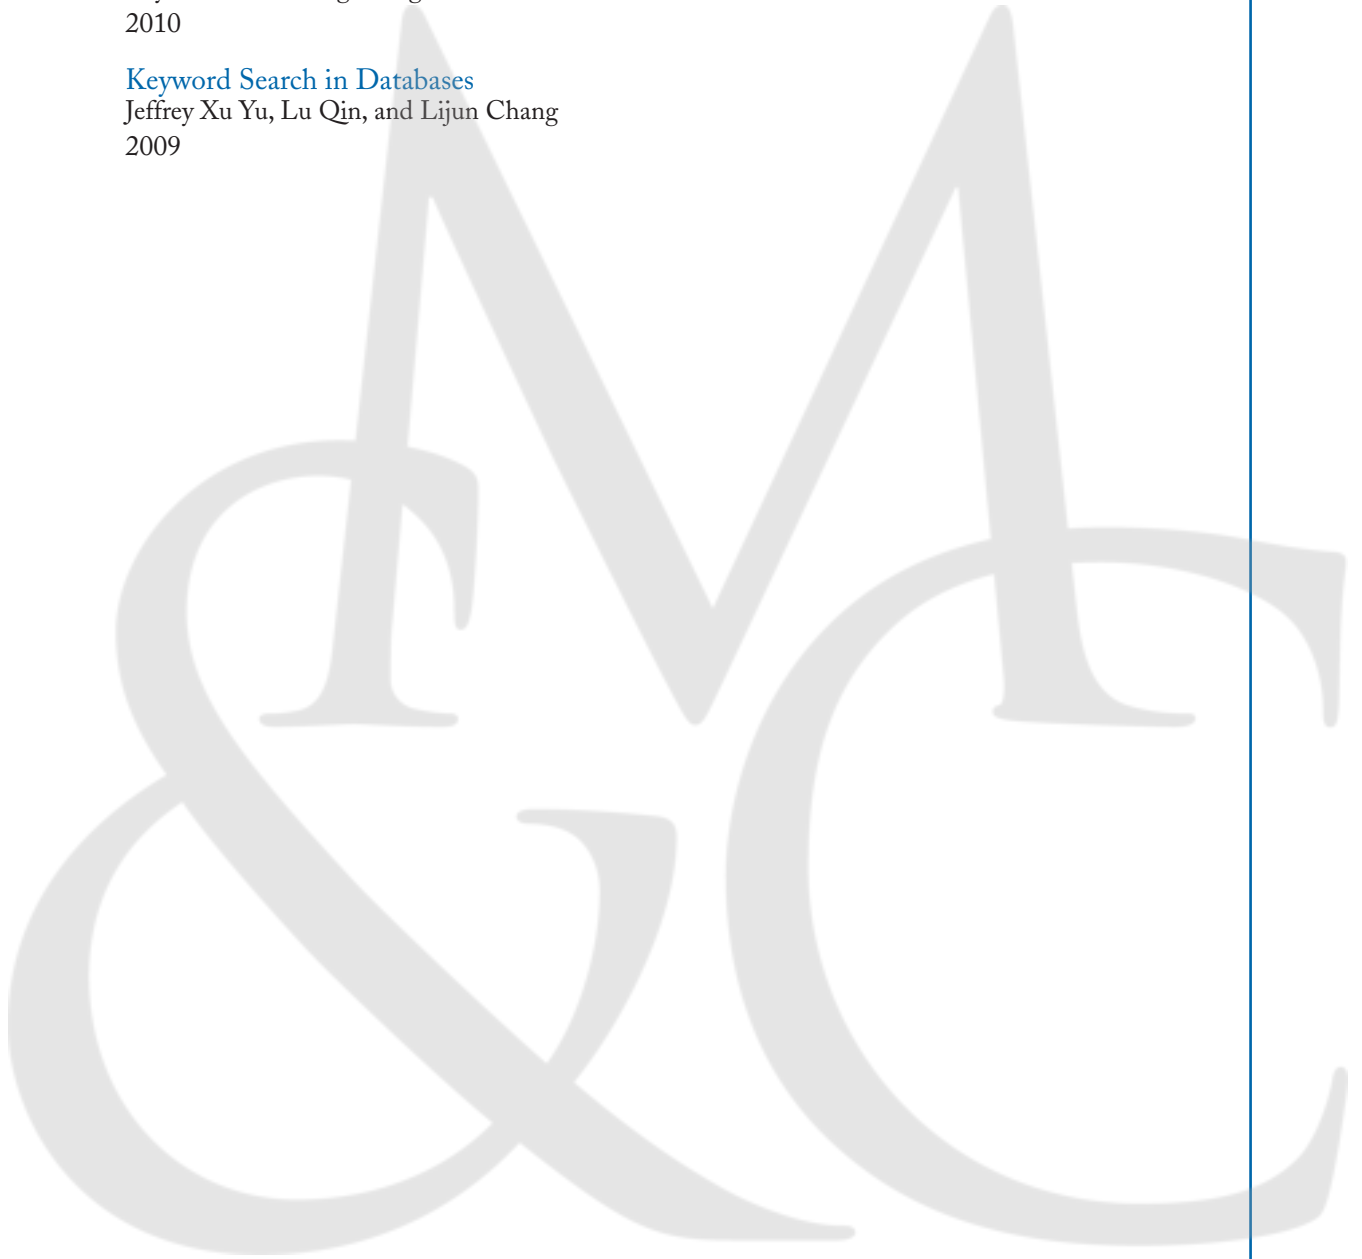 2010
Keyword Search in Databases
Jeffrey Xu Yu, Lu Qin, and Lijun Chang
2009
M
&C